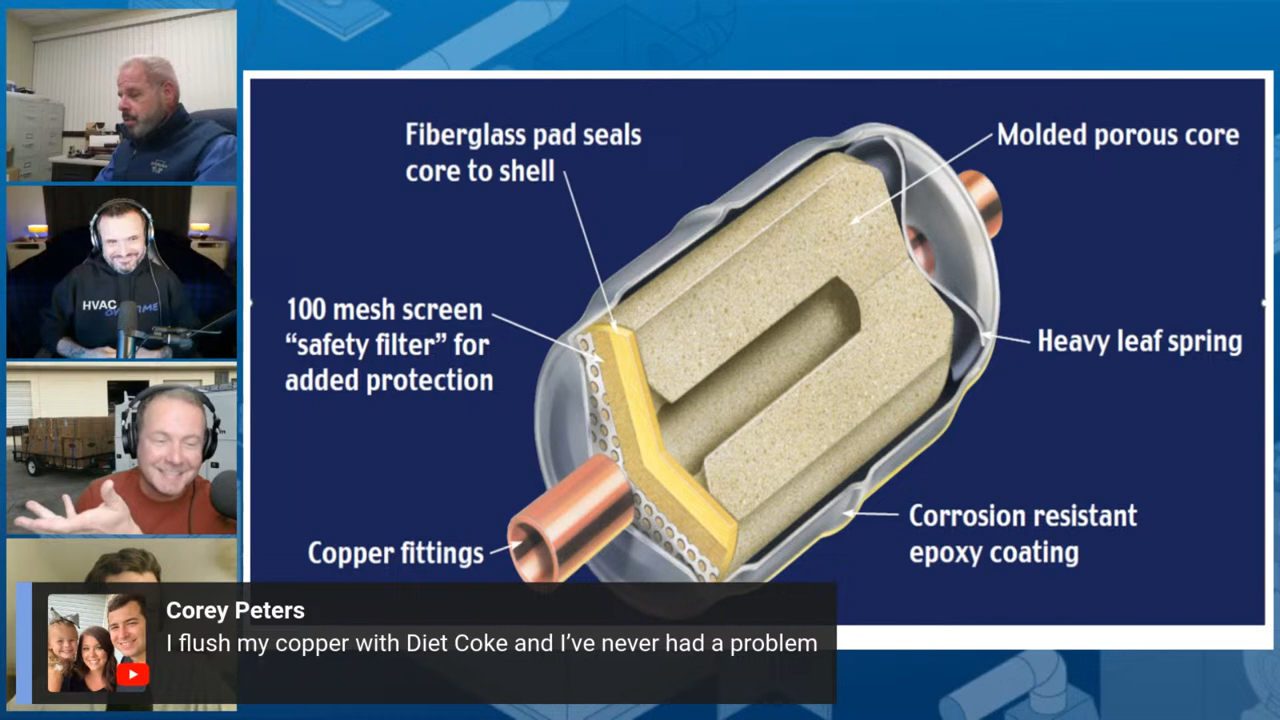 Fiberglass pad seals
core to shell
Molded porous core
100 mesh screen
“safety filter” for
added protection
Heavy leaf spring
Corrosion resistant
epoxy coating
Copper fittings
HVAC
Corey Peters
I flush my copper with Diet Coke and I’ve never had a problem